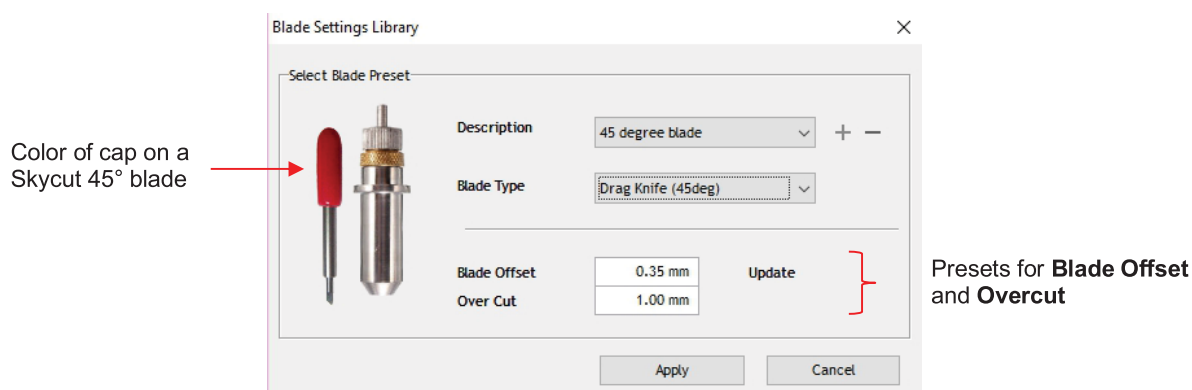 Blade Settings Library
Select Blade Preset
Color of cap on a
Skycut 45° blade
Description
45 degree blade
Blade Type
Drag Knife (45deg)
Blade Offset
0.35 mm
Update
Over Cut
1.00 mm
Presets for Blade Offset
and Overcut
Apply
Cancel